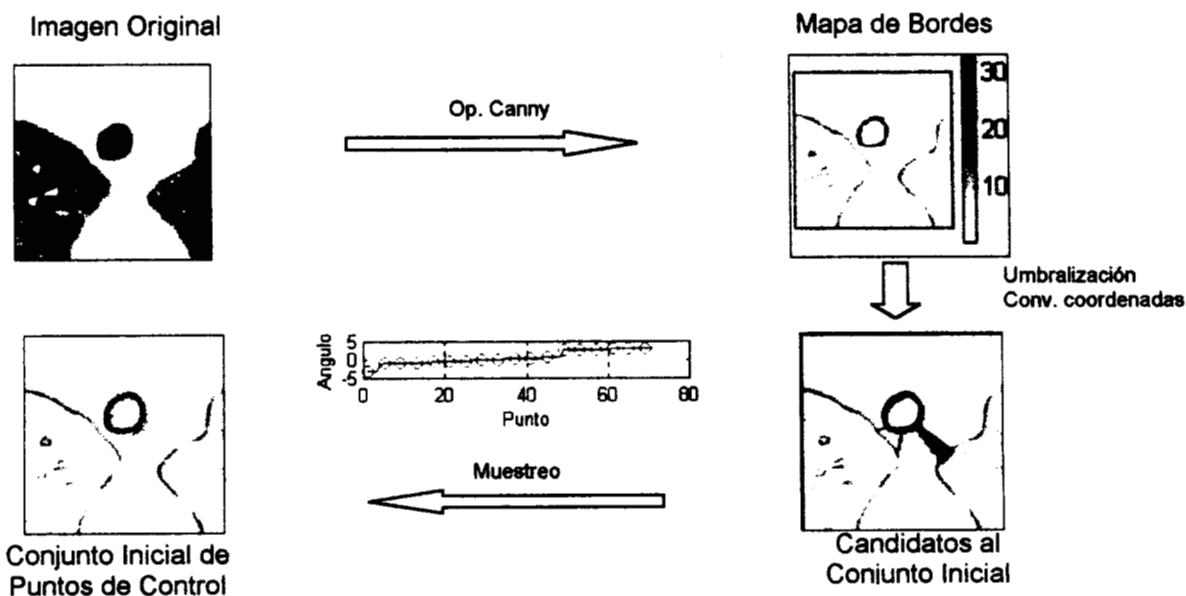 Imagen Original
Mapa de Bordes
Op. Canny
30
20
10
Umbralización
Conv. coordenadas
Angulo
5
0
-5
0 20 40 60 80
Punto
Muestreo
Conjunto Inicial de
Puntos de Control
Candidatos al
Conjunto Inicial